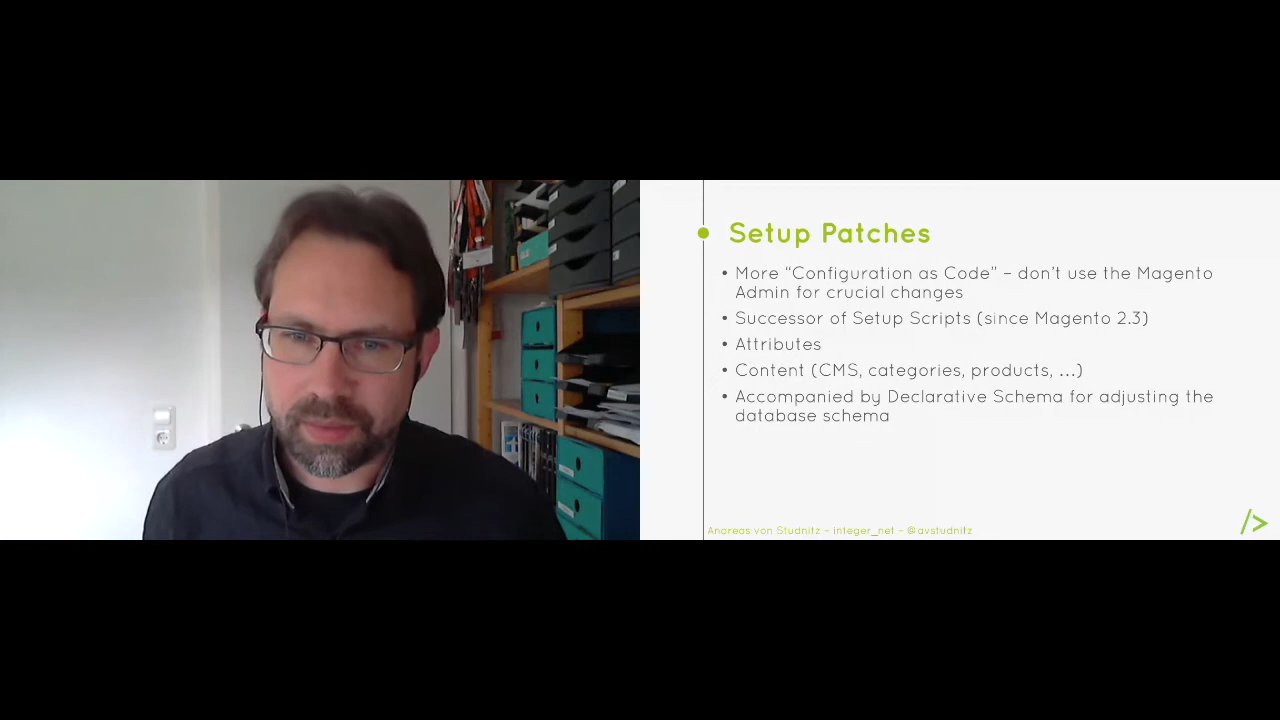 Setup Patches
• More “Configuration as Code” – don't use the Magento
Admin for crucial changes
• Successor of Setup Scripts (since Magento 2.3)
• Attributes
• Content (CMS, categories, products, ...)
• Accompanied by Declarative Schema for adjusting the
database schema
Andreas von Studnitz – integer_net – @avstudnitz
/>